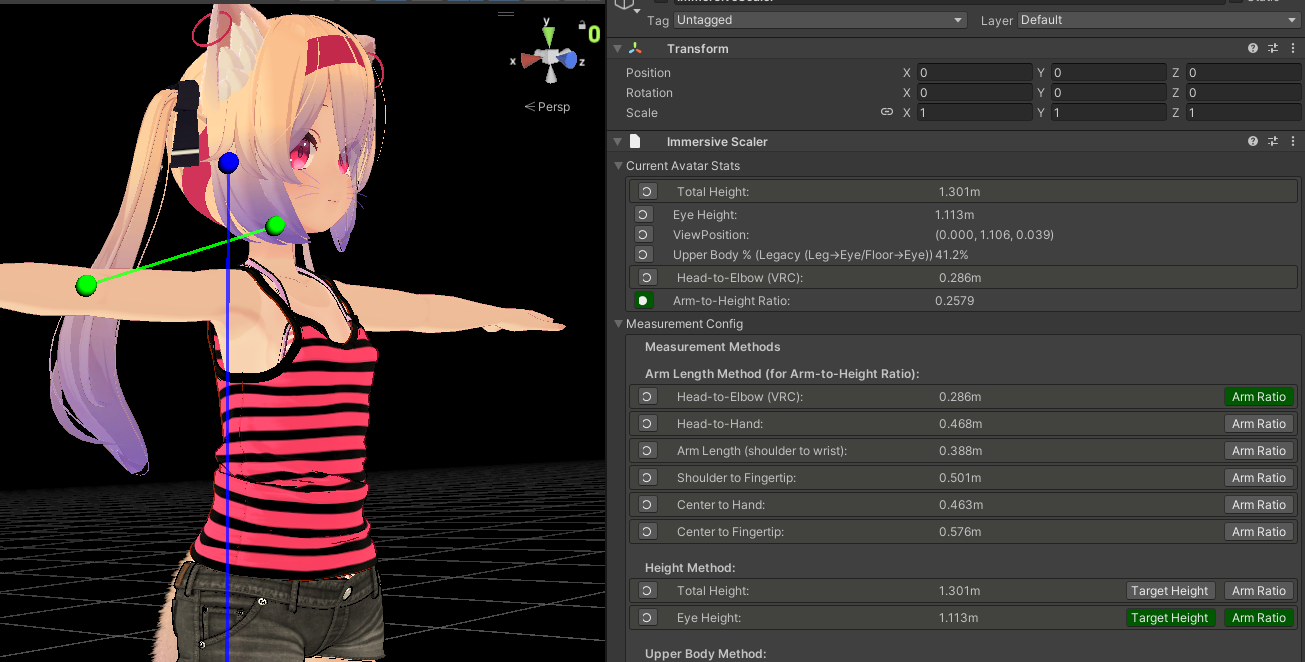 y
x
z
0
< Persp
Tag Untagged Layer Default
Transform
Position X 0 Y 0 Z 0
Rotation X 0 Y 0 Z 0
Scale X 1 Y 1 Z 1
Immersive Scaler
Current Avatar Stats
Total Height: 1.301m
Eye Height: 1.113m
ViewPosition: (0.000, 1.106, 0.039)
Upper Body % (Legacy (Leg→Eye/Floor→Eye)) 41.2%
Head-to-Elbow (VRC): 0.286m
Arm-to-Height Ratio: 0.2579
Measurement Config
Measurement Methods
Arm Length Method (for Arm-to-Height Ratio):
Head-to-Elbow (VRC): 0.286m Arm Ratio
Head-to-Hand: 0.468m Arm Ratio
Arm Length (shoulder to wrist): 0.388m Arm Ratio
Shoulder to Fingertip: 0.501m Arm Ratio
Center to Hand: 0.463m Arm Ratio
Center to Fingertip: 0.576m Arm Ratio
Height Method:
Total Height: 1.301m Target Height Arm Ratio
Eye Height: 1.113m Target Height Arm Ratio
Upper Body Method: